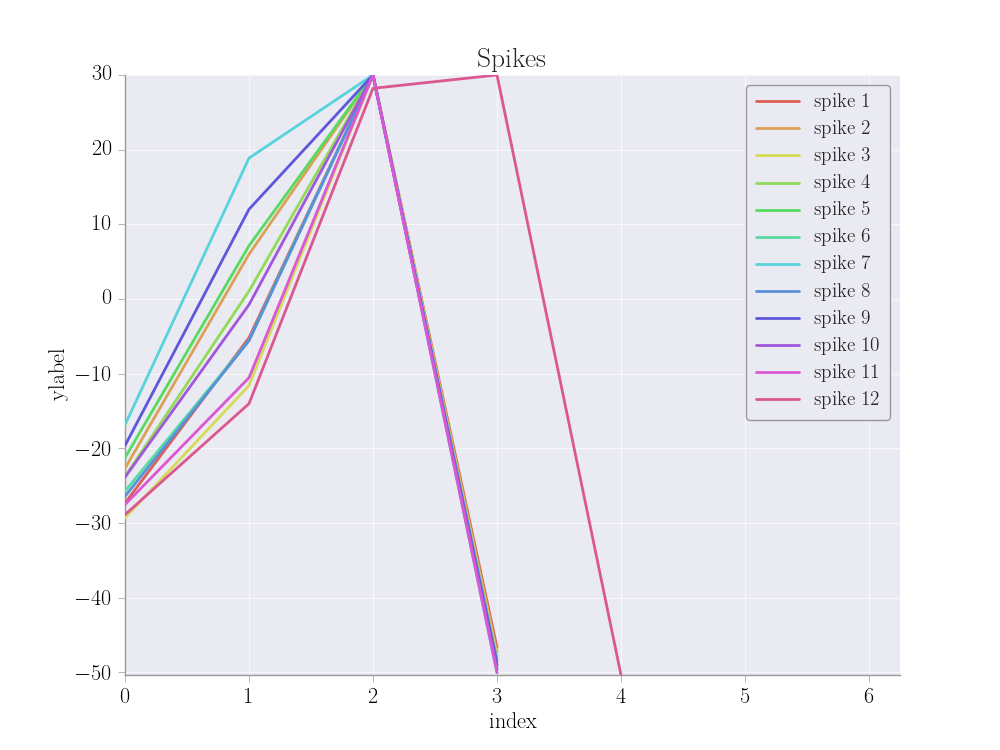 Spikes
30
20
10
0
−10
−20
−30
−40
−50
ylabel
0 1 2 3 4 5 6
index
spike 1
spike 2
spike 3
spike 4
spike 5
spike 6
spike 7
spike 8
spike 9
spike 10
spike 11
spike 12